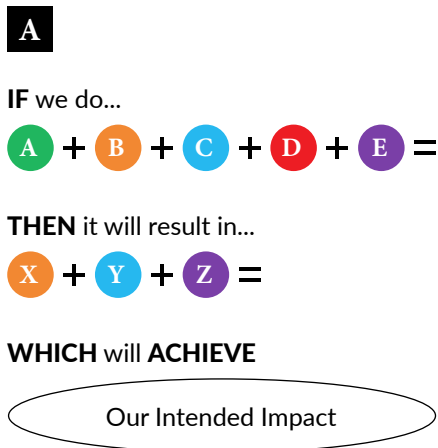 A
IF we do...
A + B + C + D + E =
THEN it will result in...
X + Y + Z =
WHICH will ACHIEVE
Our Intended Impact